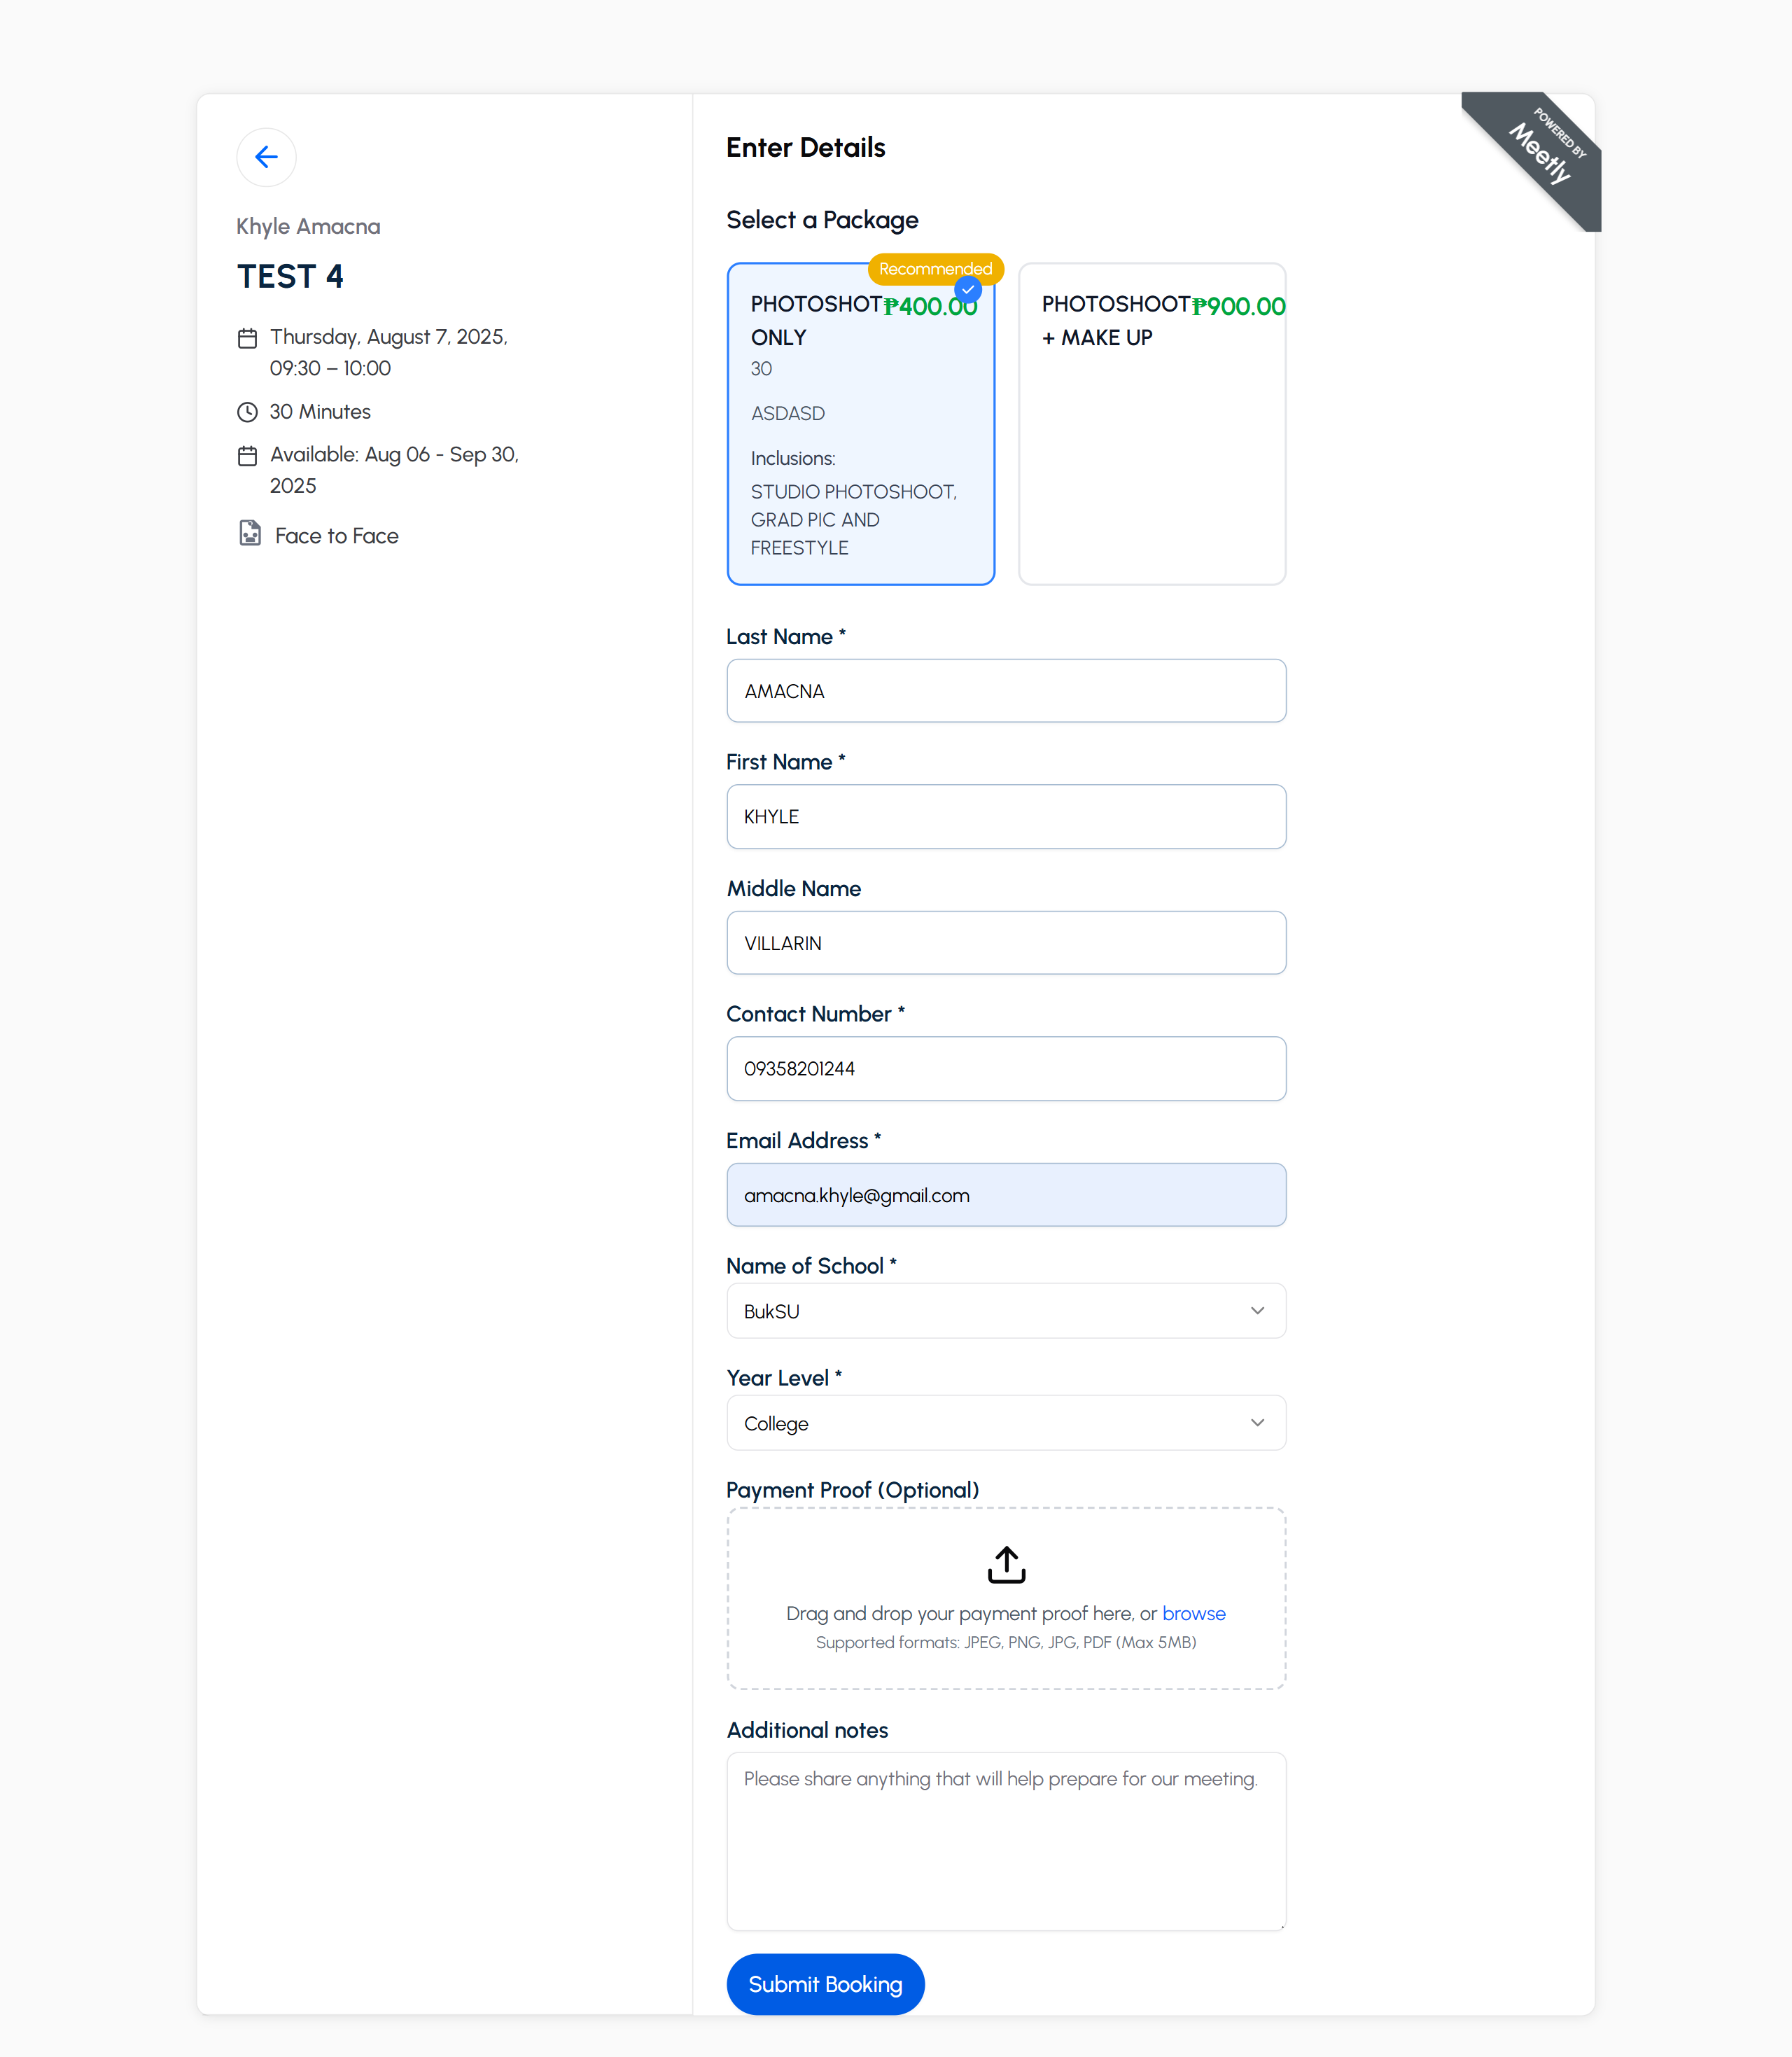 Khyle Amacna
TEST 4
Thursday, August 7, 2025,
09:30 – 10:00
30 Minutes
Available: Aug 06 - Sep 30,
2025
Face to Face
POWERED BY
Meetly
Enter Details
Select a Package
Recommended
PHOTOSHOT ₱400.00
ONLY
30
ASDASD
Inclusions:
STUDIO PHOTOSHOOT,
GRAD PIC AND
FREESTYLE
PHOTOSHOOT ₱900.00
+ MAKE UP
Last Name *
AMACNA
First Name *
KHYLE
Middle Name
VILLARIN
Contact Number *
09358201244
Email Address *
amacna.khyle@gmail.com
Name of School *
BukSU
Year Level *
College
Payment Proof (Optional)
Drag and drop your payment proof here, or browse
Supported formats: JPEG, PNG, JPG, PDF (Max 5MB)
Additional notes
Please share anything that will help prepare for our meeting.
Submit Booking